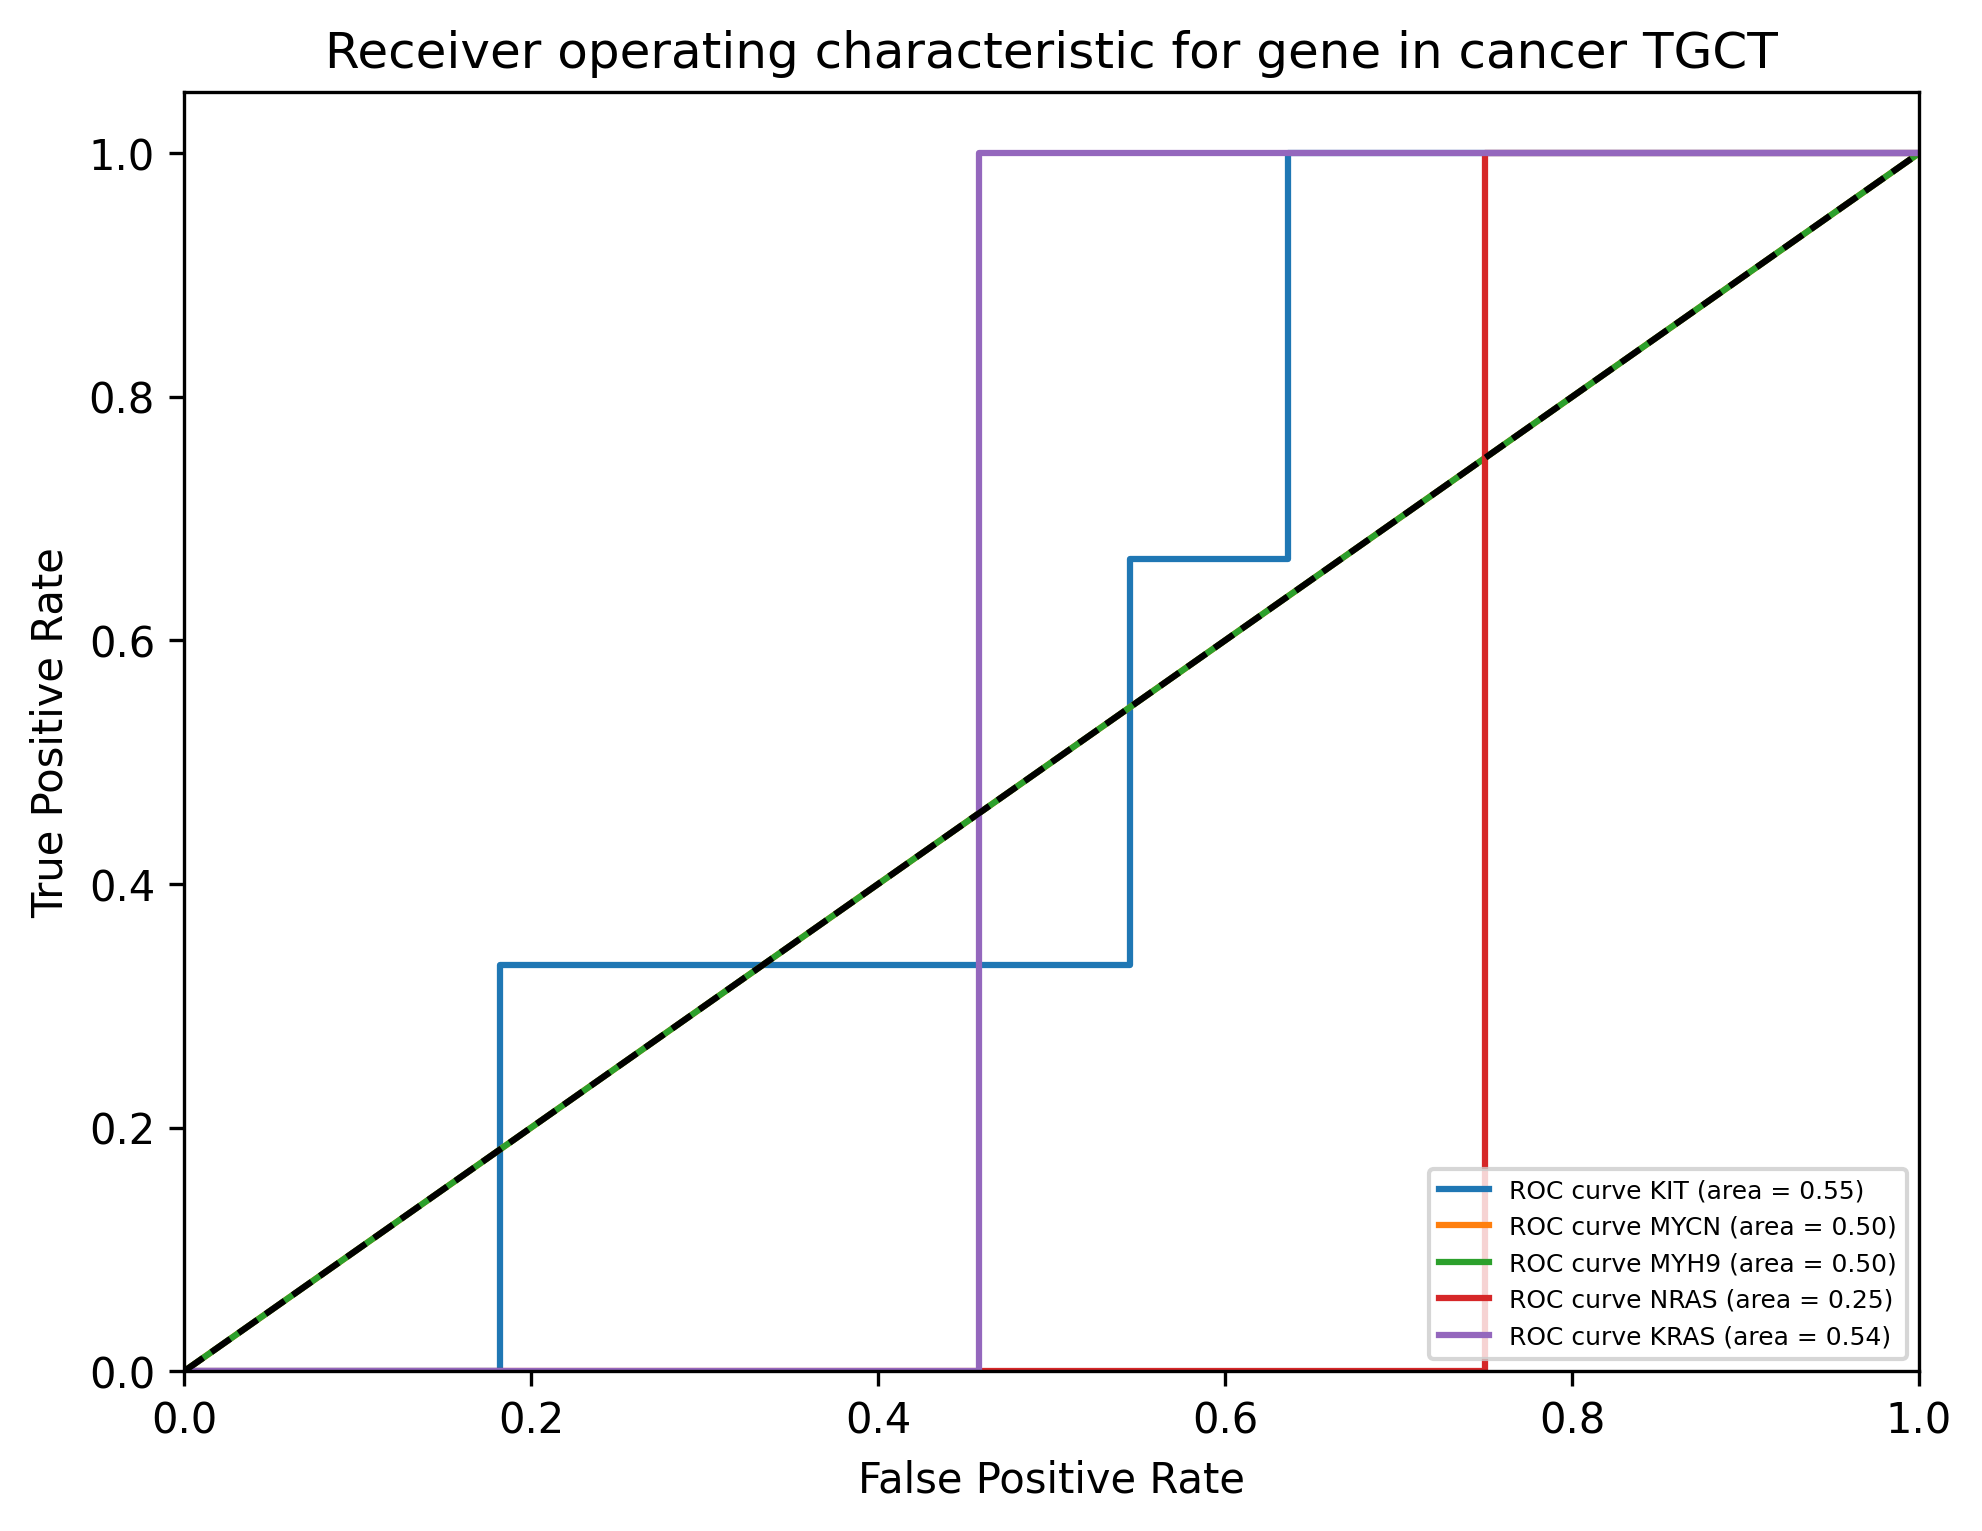 Receiver operating characteristic for gene in cancer TGCT
True Positive Rate
1.0
0.8
0.6
0.4
0.2
0.0
ROC curve KIT (area = 0.55)
ROC curve MYCN (area = 0.50)
ROC curve MYH9 (area = 0.50)
ROC curve NRAS (area = 0.25)
ROC curve KRAS (area = 0.54)
0.0 0.2 0.4 0.6 0.8 1.0
False Positive Rate